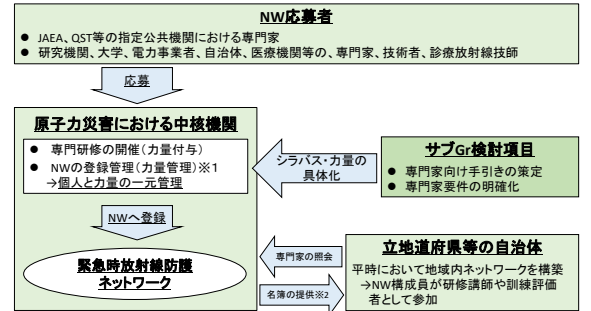 NW応募者
● JAEA、QST等の指定公共機関における専門家
● 研究機関、大学、電力事業者、自治体、医療機関等の、専門家、技術者、診療放射線技師
応募
原子力災害における中核機関
● 専門研修の開催(力量付与)
● NWの登録管理(力量管理)※1
→個人と力量の一元管理
シラバス・力量の
具体化
サブGr検討項目
● 専門家向け手引きの策定
● 専門家要件の明確化
NWへ登録
緊急時放射線防護
ネットワーク
専門家の照会
名簿の提供※2
立地道府県等の自治体
平時において地域内ネットワークを構築
→NW構成員が研修講師や訓練評価
者として参加